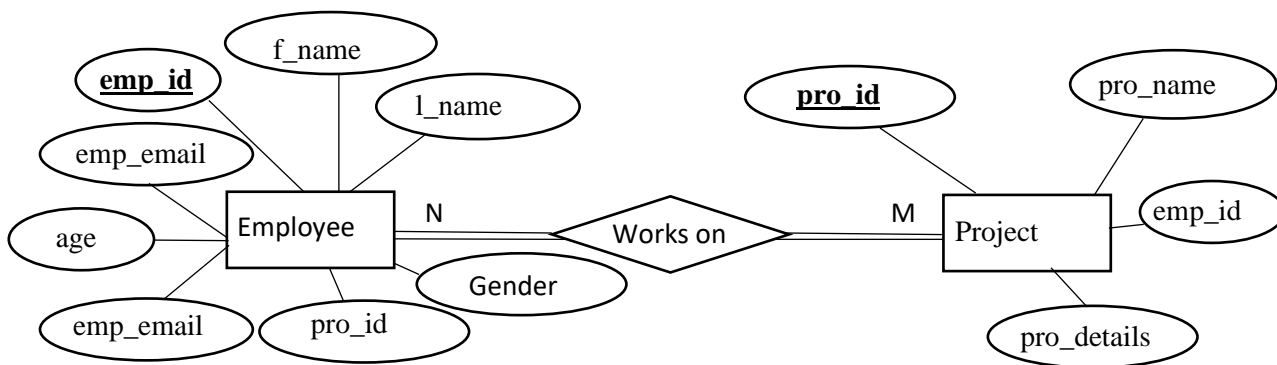 f_name
emp_id
l_name
pro_id
pro_name
emp_email
Employee
N
Works on
M
Project
emp_id
age
Gender
emp_email
pro_id
pro_details